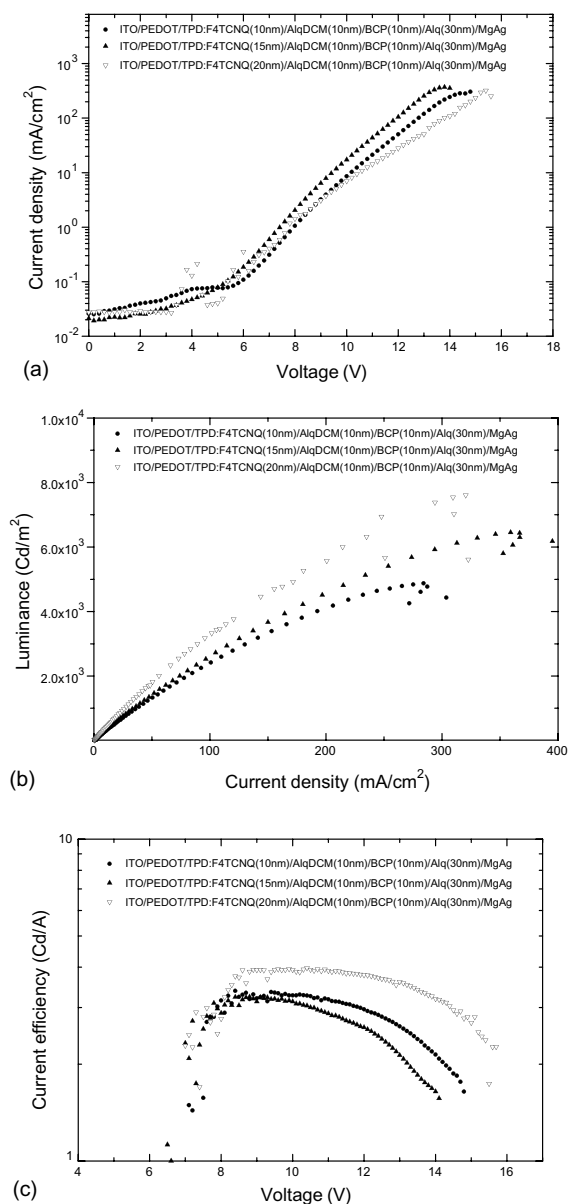 ITO/PEDOT/TPD:F4TCNQ(10nm)/AlqDCM(10nm)/BCP(10nm)/Alq(30nm)/MgAg
ITO/PEDOT/TPD:F4TCNQ(15nm)/AlqDCM(10nm)/BCP(10nm)/Alq(30nm)/MgAg
ITO/PEDOT/TPD:F4TCNQ(20nm)/AlqDCM(10nm)/BCP(10nm)/Alq(30nm)/MgAg
10³
10²
10¹
10⁰
10⁻¹
10⁻²
Current density (mA/cm²)
0 2 4 6 8 10 12 14 16 18
Voltage (V)
(a)
1.0x10⁴
8.0x10³
6.0x10³
4.0x10³
2.0x10³
Luminance (Cd/m²)
ITO/PEDOT/TPD:F4TCNQ(10nm)/AlqDCM(10nm)/BCP(10nm)/Alq(30nm)/MgAg
ITO/PEDOT/TPD:F4TCNQ(15nm)/AlqDCM(10nm)/BCP(10nm)/Alq(30nm)/MgAg
ITO/PEDOT/TPD:F4TCNQ(20nm)/AlqDCM(10nm)/BCP(10nm)/Alq(30nm)/MgAg
0 100 200 300 400
Current density (mA/cm²)
(b)
10
1
Current efficiency (Cd/A)
ITO/PEDOT/TPD:F4TCNQ(10nm)/AlqDCM(10nm)/BCP(10nm)/Alq(30nm)/MgAg
ITO/PEDOT/TPD:F4TCNQ(15nm)/AlqDCM(10nm)/BCP(10nm)/Alq(30nm)/MgAg
ITO/PEDOT/TPD:F4TCNQ(20nm)/AlqDCM(10nm)/BCP(10nm)/Alq(30nm)/MgAg
4 6 8 10 12 14 16
Voltage (V)
(c)